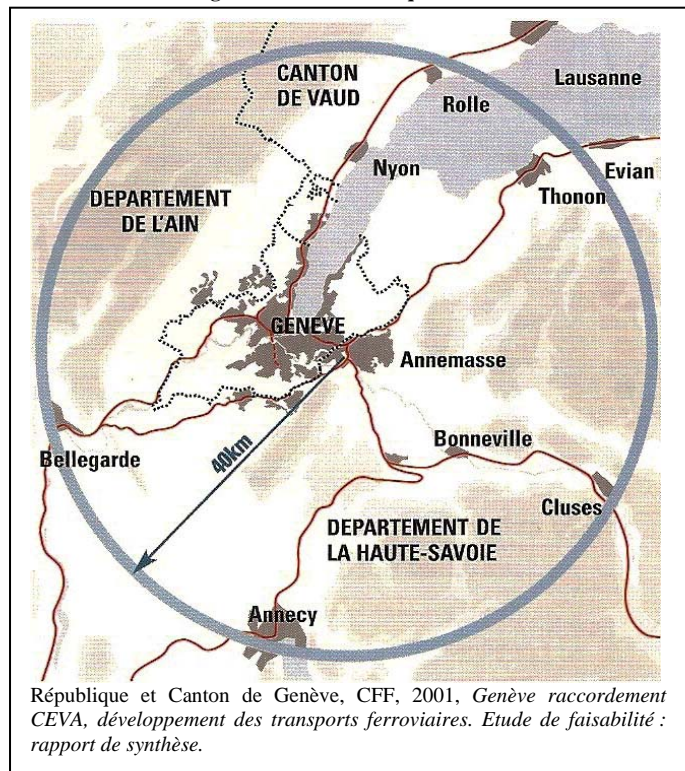 CANTON
DE VAUD
Lausanne
Rolle
Nyon
Evian
Thonon
DEPARTEMENT
DE L'AIN
GENEVE
Annemasse
40km
Bellegarde
Bonneville
Cluses
DEPARTEMENT DE
LA HAUTE-SAVOIE
Annecy
République et Canton de Genève, CFF, 2001, Genève raccordement
CEVA, développement des transports ferroviaires. Etude de faisabilité :
rapport de synthèse.